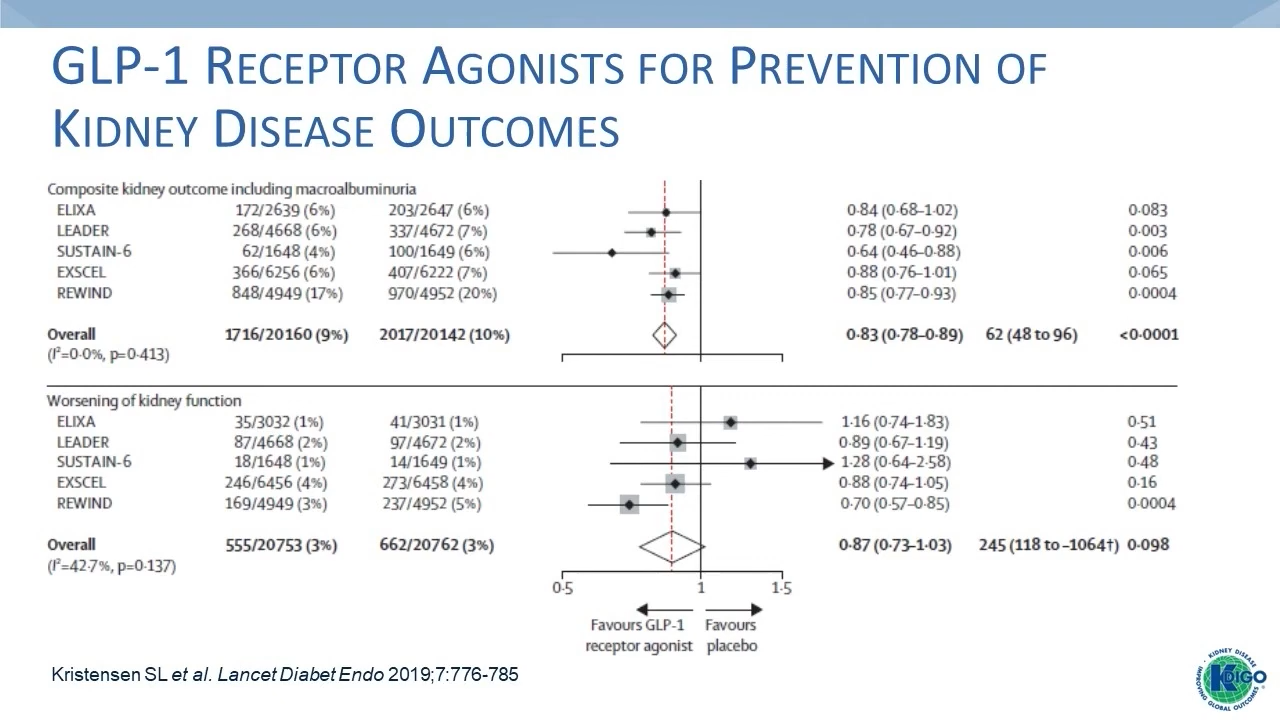 GLP-1 RECEPTOR AGONISTS FOR PREVENTION OF
KIDNEY DISEASE OUTCOMES
Composite kidney outcome including macroalbuminuria
ELIXA 172/2639 (6%) 203/2647 (6%) 0·84 (0·68–1·02) 0·083
LEADER 268/4668 (6%) 337/4672 (7%) 0·78 (0·67–0·92) 0·003
SUSTAIN-6 62/1648 (4%) 100/1649 (6%) 0·64 (0·46–0·88) 0·006
EXSCEL 366/6256 (6%) 407/6222 (7%) 0·88 (0·76–1·01) 0·065
REWIND 848/4949 (17%) 970/4952 (20%) 0·85 (0·77–0·93) 0·0004
Overall 1716/20160 (9%) 2017/20142 (10%) 0·83 (0·78–0·89) 62 (48 to 96) <0·0001
(I²=0·0%, p=0·413)
Worsening of kidney function
ELIXA 35/3032 (1%) 41/3031 (1%) 1·16 (0·74–1·83) 0·51
LEADER 87/4668 (2%) 97/4672 (2%) 0·89 (0·67–1·19) 0·43
SUSTAIN-6 18/1648 (1%) 14/1649 (1%) 1·28 (0·64–2·58) 0·48
EXSCEL 246/6456 (4%) 273/6458 (4%) 0·88 (0·74–1·05) 0·16
REWIND 169/4949 (3%) 237/4952 (5%) 0·70 (0·57–0·85) 0·0004
Overall 555/20753 (3%) 662/20762 (3%) 0·87 (0·73–1·03) 245 (118 to –1064†) 0·098
(I²=42·7%, p=0·137)
0·5 1 1·5
Favours GLP-1 Favours
receptor agonist placebo
Kristensen SL et al. Lancet Diabet Endo 2019;7:776-785
KIDNEY DISEASE
KDIGO
IMPROVING GLOBAL OUTCOMES